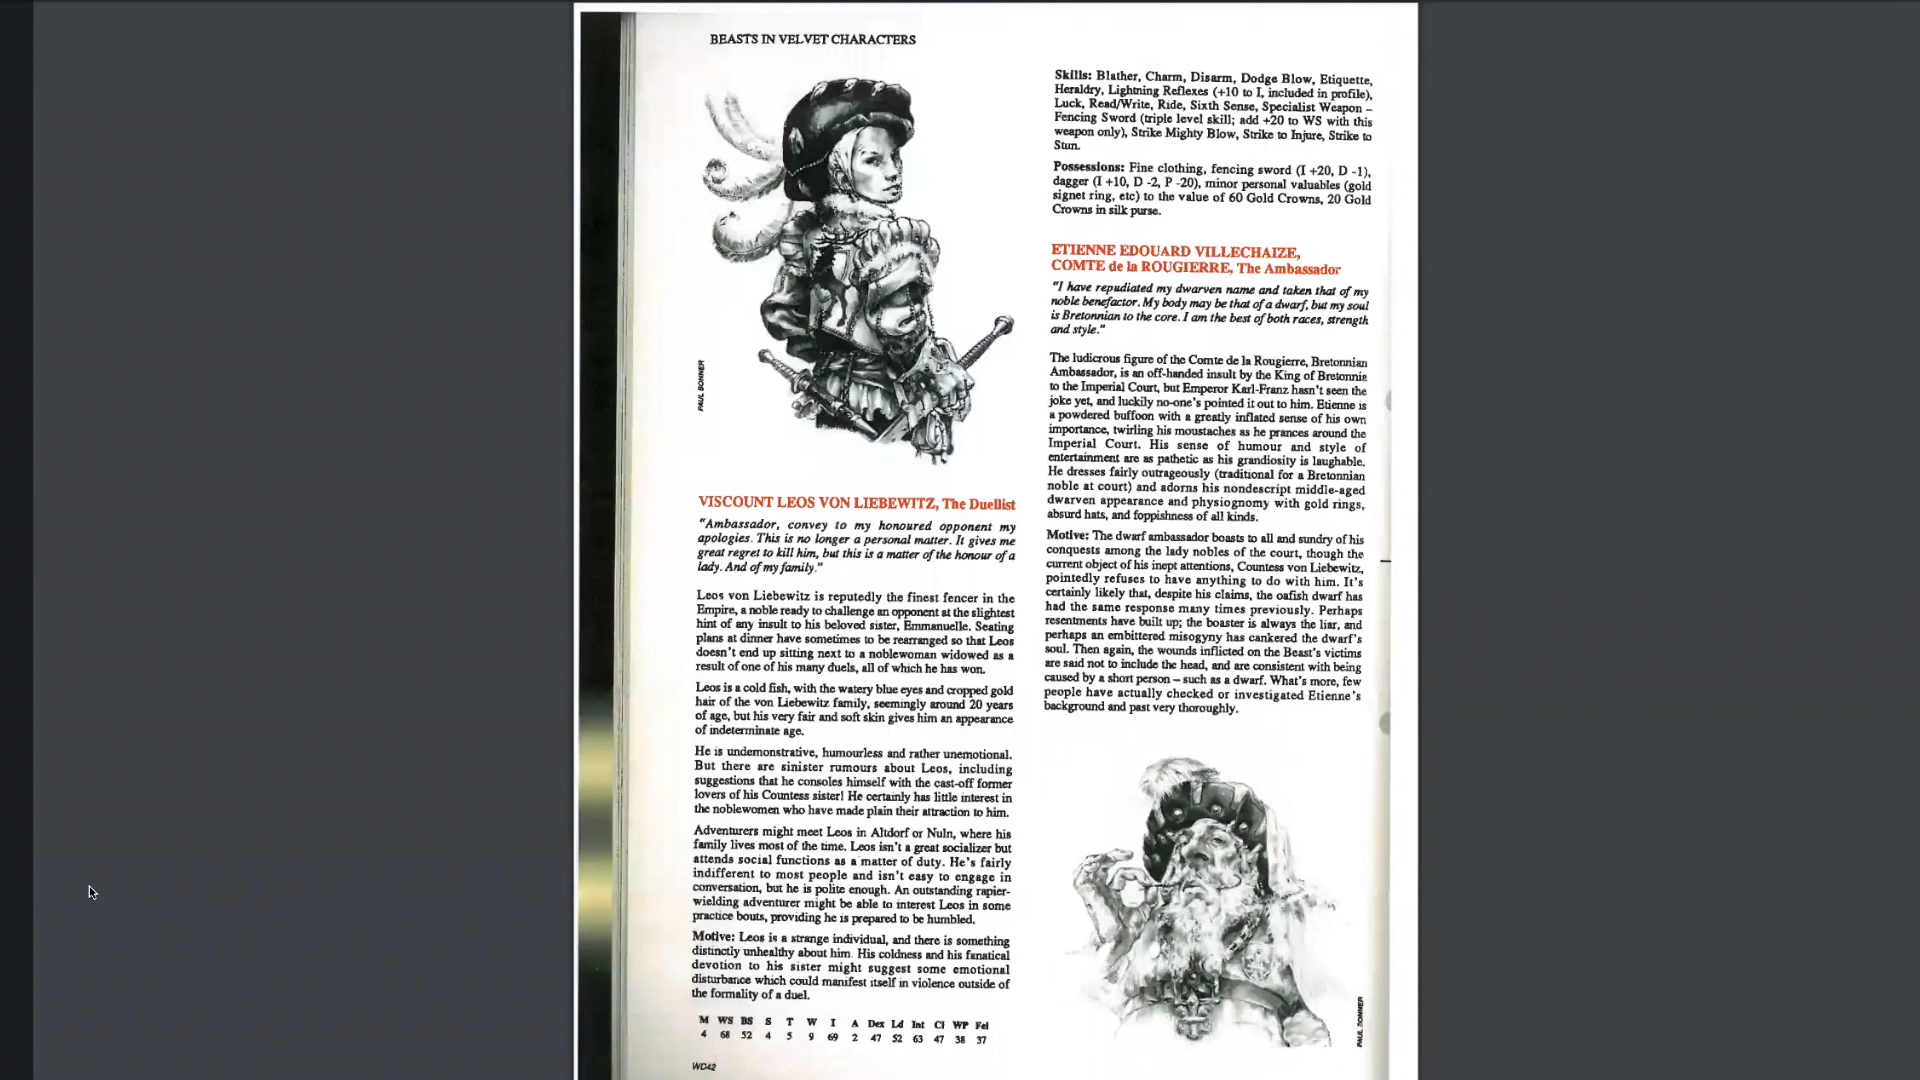 BEASTS IN VELVET CHARACTERS
PAUL BONNER
VISCOUNT LEOS VON LIEBEWITZ, The Duellist
"Ambassador, convey to my honoured opponent my
apologies. This is no longer a personal matter. It gives me
great regret to kill him, but this is a matter of the honour of a
lady. And of my family."
Leos von Liebewitz is reputedly the finest fencer in the
Empire, a noble ready to challenge an opponent at the slightest
hint of any insult to his beloved sister, Emmanuelle. Seating
plans at dinner have sometimes to be rearranged so that Leos
doesn't end up sitting next to a noblewoman widowed as a
result of one of his many duels, all of which he has won.
Leos is a cold fish, with the watery blue eyes and cropped gold
hair of the von Liebewitz family, seemingly around 20 years
of age, but his very fair and soft skin gives him an appearance
of indeterminate age.
He is undemonstrative, humourless and rather unemotional.
But there are sinister rumours about Leos, including
suggestions that he consoles himself with the cast-off former
lovers of his Countess sister! He certainly has little interest in
the noblewomen who have made plain their attraction to him.
Adventurers might meet Leos in Altdorf or Nuln, where his
family lives most of the time. Leos isn't a great socializer but
attends social functions as a matter of duty. He's fairly
indifferent to most people and isn't easy to engage in
conversation, but he is polite enough. An outstanding rapier-
wielding adventurer might be able to interest Leos in some
practice bouts, providing he is prepared to be humbled.
Motive: Leos is a strange individual, and there is something
distinctly unhealthy about him. His coldness and his fanatical
devotion to his sister might suggest some emotional
disturbance which could manifest itself in violence outside of
the formality of a duel.
M WS BS S T W I A Dex Ld Int Cl WP Fel
4 68 52 4 5 9 69 2 47 52 63 47 38 37
WD42
Skills: Blather, Charm, Disarm, Dodge Blow, Etiquette,
Heraldry, Lightning Reflexes (+10 to I, included in profile),
Luck, Read/Write, Ride, Sixth Sense, Specialist Weapon –
Fencing Sword (triple level skill; add +20 to WS with this
weapon only), Strike Mighty Blow, Strike to Injure, Strike to
Stun.
Possessions: Fine clothing, fencing sword (I +20, D -1),
dagger (I +10, D -2, P -20), minor personal valuables (gold
signet ring, etc) to the value of 60 Gold Crowns, 20 Gold
Crowns in silk purse.
ETIENNE EDOUARD VILLECHAIZE,
COMTE de la ROUGIERRE, The Ambassador
"I have repudiated my dwarven name and taken that of my
noble benefactor. My body may be that of a dwarf, but my soul
is Bretonnian to the core. I am the best of both races, strength
and style."
The ludicrous figure of the Comte de la Rougierre, Bretonnian
Ambassador, is an off-handed insult by the King of Bretonnia
to the Imperial Court, but Emperor Karl-Franz hasn't seen the
joke yet, and luckily no-one's pointed it out to him. Etienne is
a powdered buffoon with a greatly inflated sense of his own
importance, twirling his moustaches as he prances around the
Imperial Court. His sense of humour and style of
entertainment are as pathetic as his grandiosity is laughable.
He dresses fairly outrageously (traditional for a Bretonnian
noble at court) and adorns his nondescript middle-aged
dwarven appearance and physiognomy with gold rings,
absurd hats, and foppishness of all kinds.
Motive: The dwarf ambassador boasts to all and sundry of his
conquests among the lady nobles of the court, though the
current object of his inept attentions, Countess von Liebewitz,
pointedly refuses to have anything to do with him. It's
certainly likely that, despite his claims, the oafish dwarf has
had the same response many times previously. Perhaps
resentments have built up; the boaster is always the liar, and
perhaps an embittered misogyny has cankered the dwarf's
soul. Then again, the wounds inflicted on the Beast's victims
are said not to include the head, and are consistent with being
caused by a short person – such as a dwarf. What's more, few
people have actually checked or investigated Etienne's
background and past very thoroughly.
PAUL BONNER